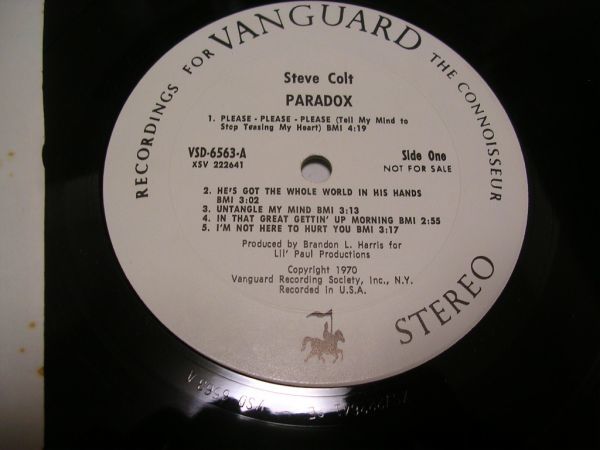 RECORDINGS FOR VANGUARD THE CONNOISSEUR
Steve Colt
PARADOX
1. PLEASE - PLEASE - PLEASE (Tell My Mind to
Stop Teasing My Heart) BMI 4:19
VSD-6563-A
XSV 222641
Side One
NOT FOR SALE
2. HE'S GOT THE WHOLE WORLD IN HIS HANDS
BMI 3:02
3. UNTANGLE MY MIND BMI 3:13
4. IN THAT GREAT GETTIN' UP MORNING BMI 2:55
5. I'M NOT HERE TO HURT YOU BMI 3:17
Produced by Brandon L. Harris for
Lil' Paul Productions
Copyright 1970
Vanguard Recording Society, Inc., N.Y.
Recorded in U.S.A.
STEREO